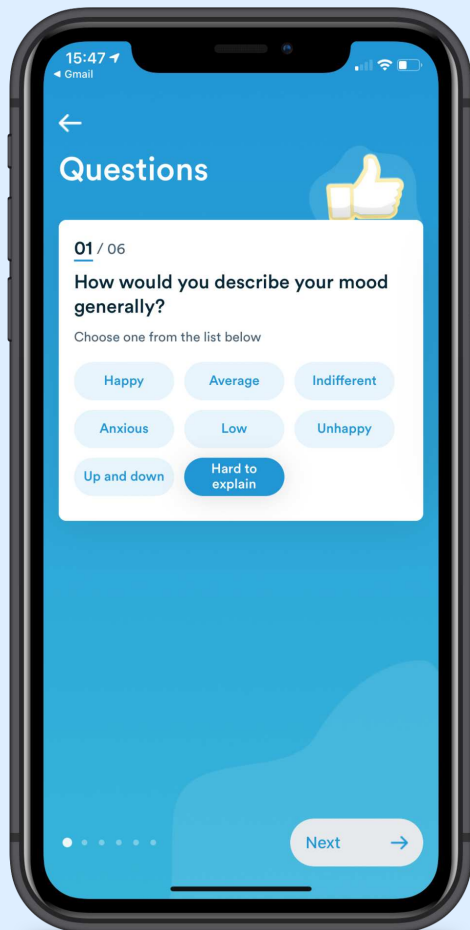 15:47
◀ Gmail
←
Questions
01 / 06
How would you describe your mood
generally?
Choose one from the list below
Happy Average Indifferent
Anxious Low Unhappy
Up and down Hard to
explain
Next →